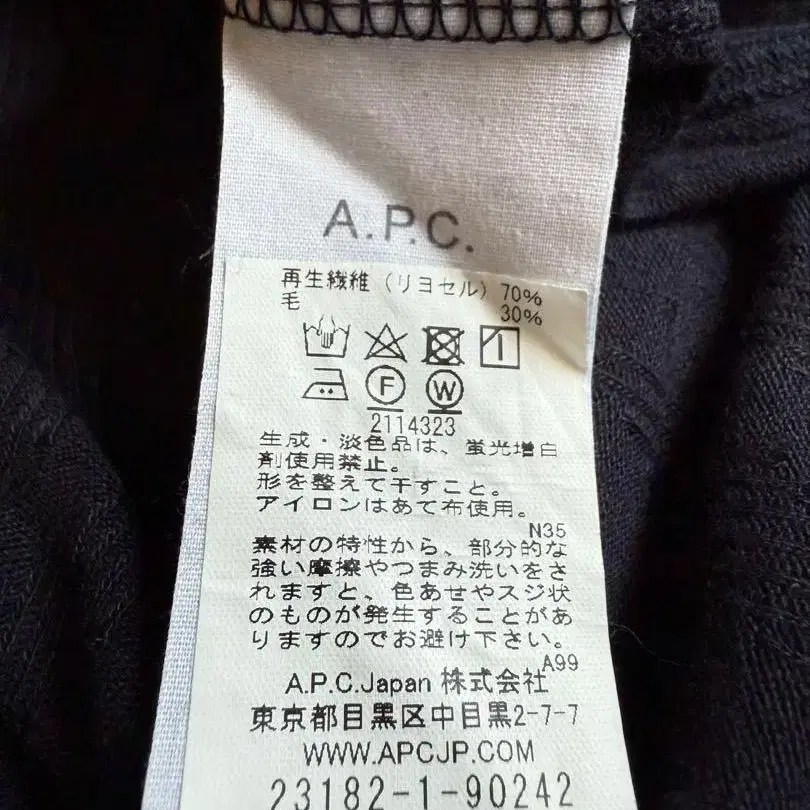 A.P.C.
再生繊維（リヨセル）70%
毛 30%
F W
2114323
生成・淡色品は、蛍光増白
剤使用禁止。
形を整えて干すこと。
アイロンはあて布使用。
N35
素材の特性から、部分的な
強い摩擦やつまみ洗いをさ
れますと、色あせやスジ状
のものが発生することがあ
りますのでお避け下さい。
A99
A.P.C.Japan 株式会社
東京都目黒区中目黒2-7-7
WWW.APCJP.COM
23182-1-90242